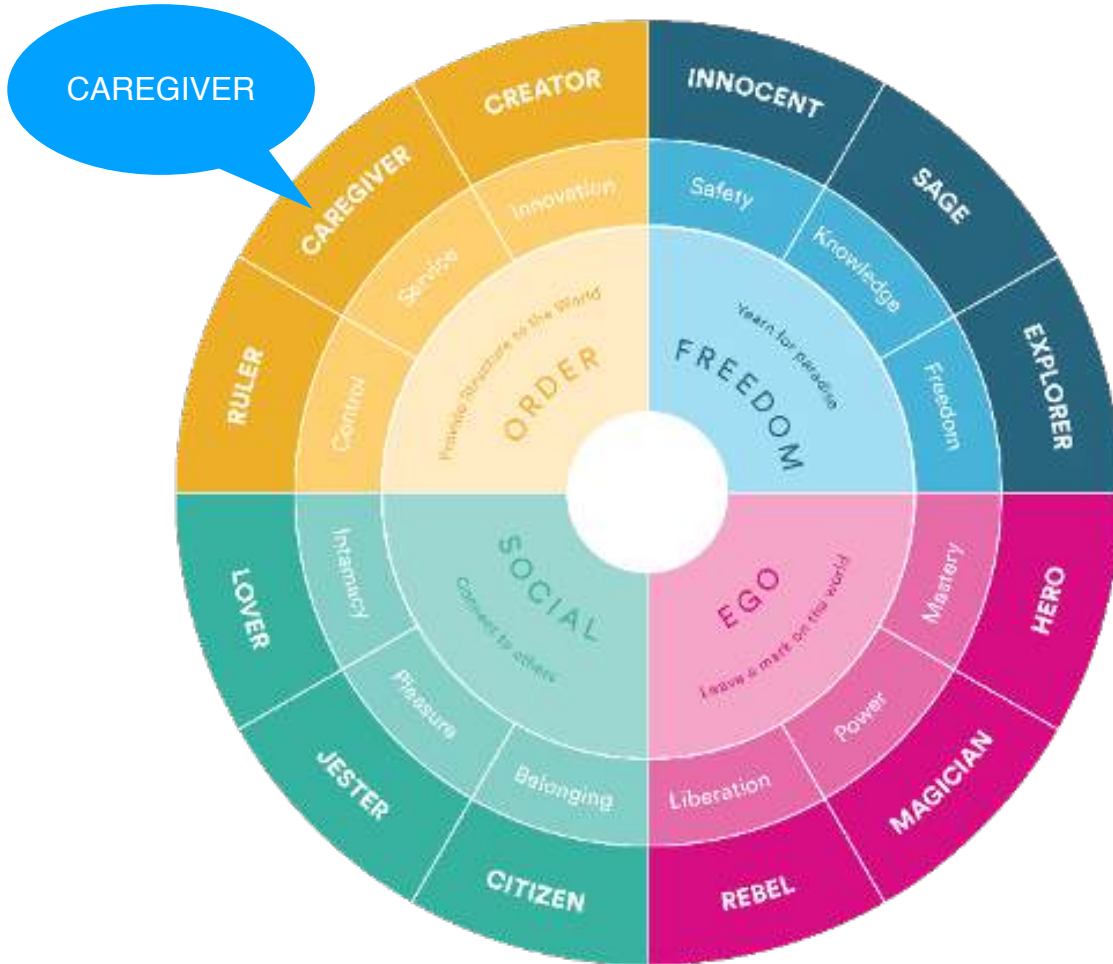 CAREGIVER
CREATOR
INNOCENT
CAREGIVER
SAGE
Innovation
Safety
Service
Knowledge
Provide Structure to the World
Yearn for paradise
RULER
EXPLORER
ORDER
FREEDOM
Control
Freedom
LOVER
Intamacy
SOCIAL
Connect to others
EGO
Leave a mark on the world
Mastery
HERO
JESTER
Pleasure
Power
MAGICIAN
Belonging
Liberation
CITIZEN
REBEL